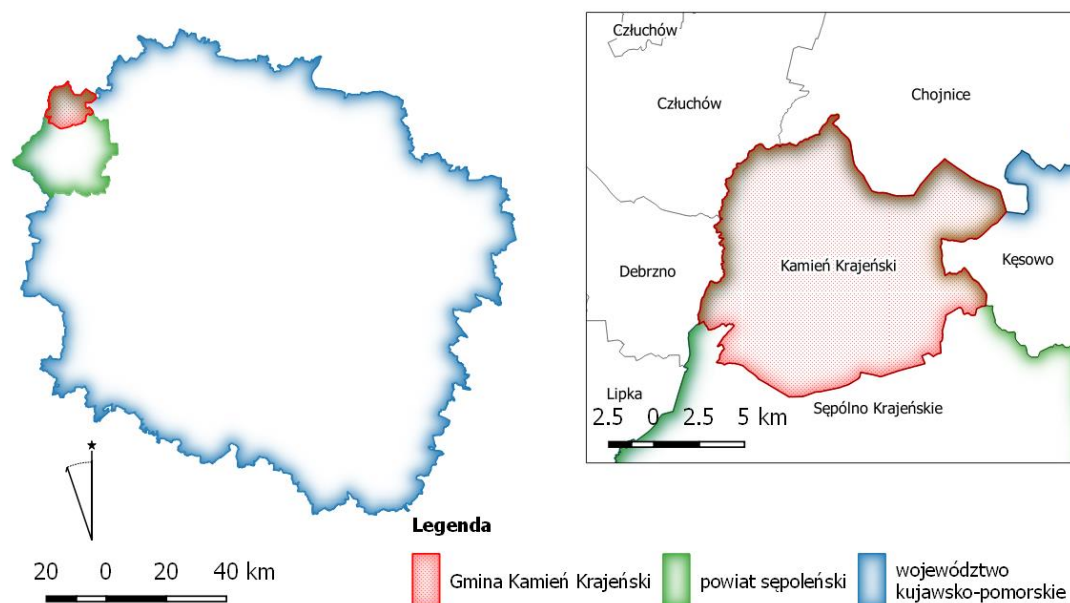 Człuchów
Człuchów
Chojnice
Debrzno
Kamień Krajeński
Kęsowo
Lipka
Sępólno Krajeńskie
2.5 0 2.5 5 km
20 0 20 40 km
Legenda
Gmina Kamień Krajeński
powiat sępoleński
województwo
kujawsko-pomorskie